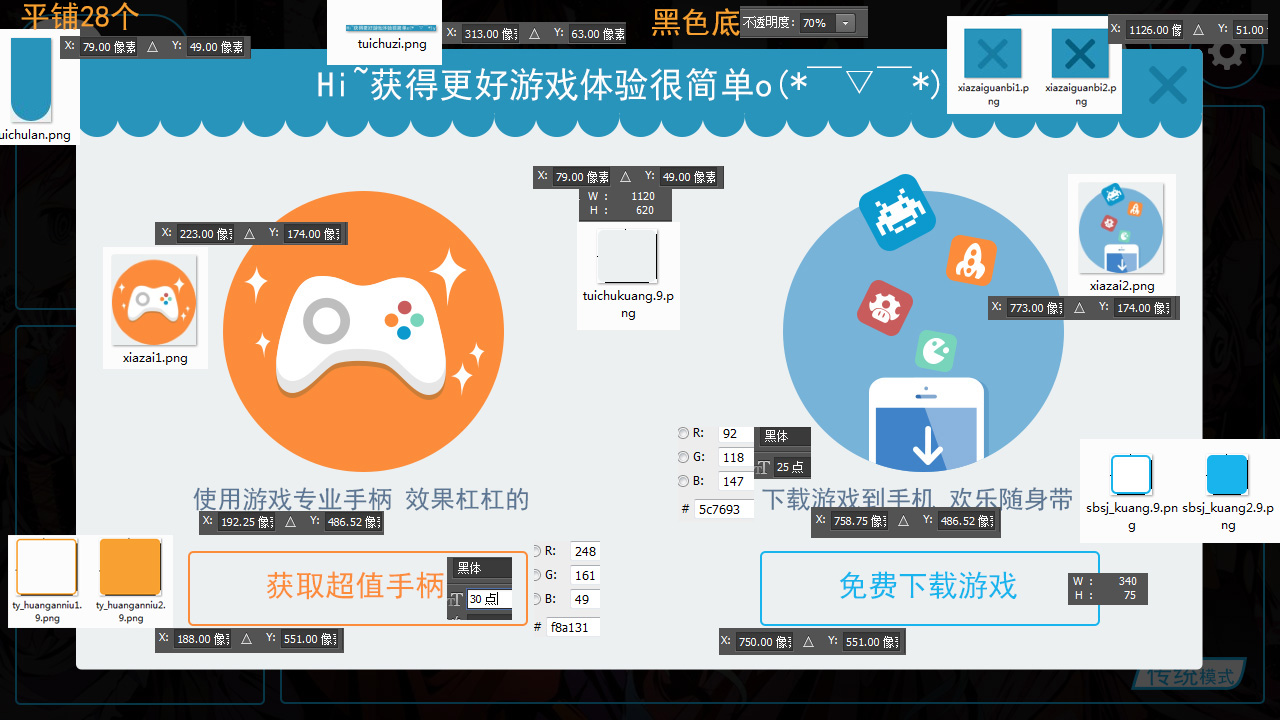 平铺28个
黑色底
不透明度: 70%
X: 79.00 像素 △ Y: 49.00 像素
tuichuzi.png
X: 313.00 像 △ Y: 63.00 像素
X: 1126.00 像 △ Y: 51.00
tuichulan.png
Hi~获得更好游戏体验很简单o(*￣▽￣*)
xiazaiguanbi1.png
xiazaiguanbi2.png
X: 79.00 像素 △ Y: 49.00 像素
W: 1120
H: 620
X: 223.00 像 △ Y: 174.00 像
tuichukuang.9.png
xiazai1.png
xiazai2.png
X: 773.00 像 △ Y: 174.00 像
R: 92
G: 118
B: 147
# 5c7693
黑体
25 点
使用游戏专业手柄 效果杠杠的
下载游戏到手机 欢乐随身带
X: 192.25 像 △ Y: 486.52 像
X: 758.75 像 △ Y: 486.52 像
sbsj_kuang.9.png
sbsj_kuang2.9.png
获取超值手柄
黑体
30 点
R: 248
G: 161
B: 49
# f8a131
免费下载游戏
W: 340
H: 75
ty_huanganniu1.9.png
ty_huanganniu2.9.png
X: 188.00 像 △ Y: 551.00 像
X: 750.00 像 △ Y: 551.00 像
传统模式